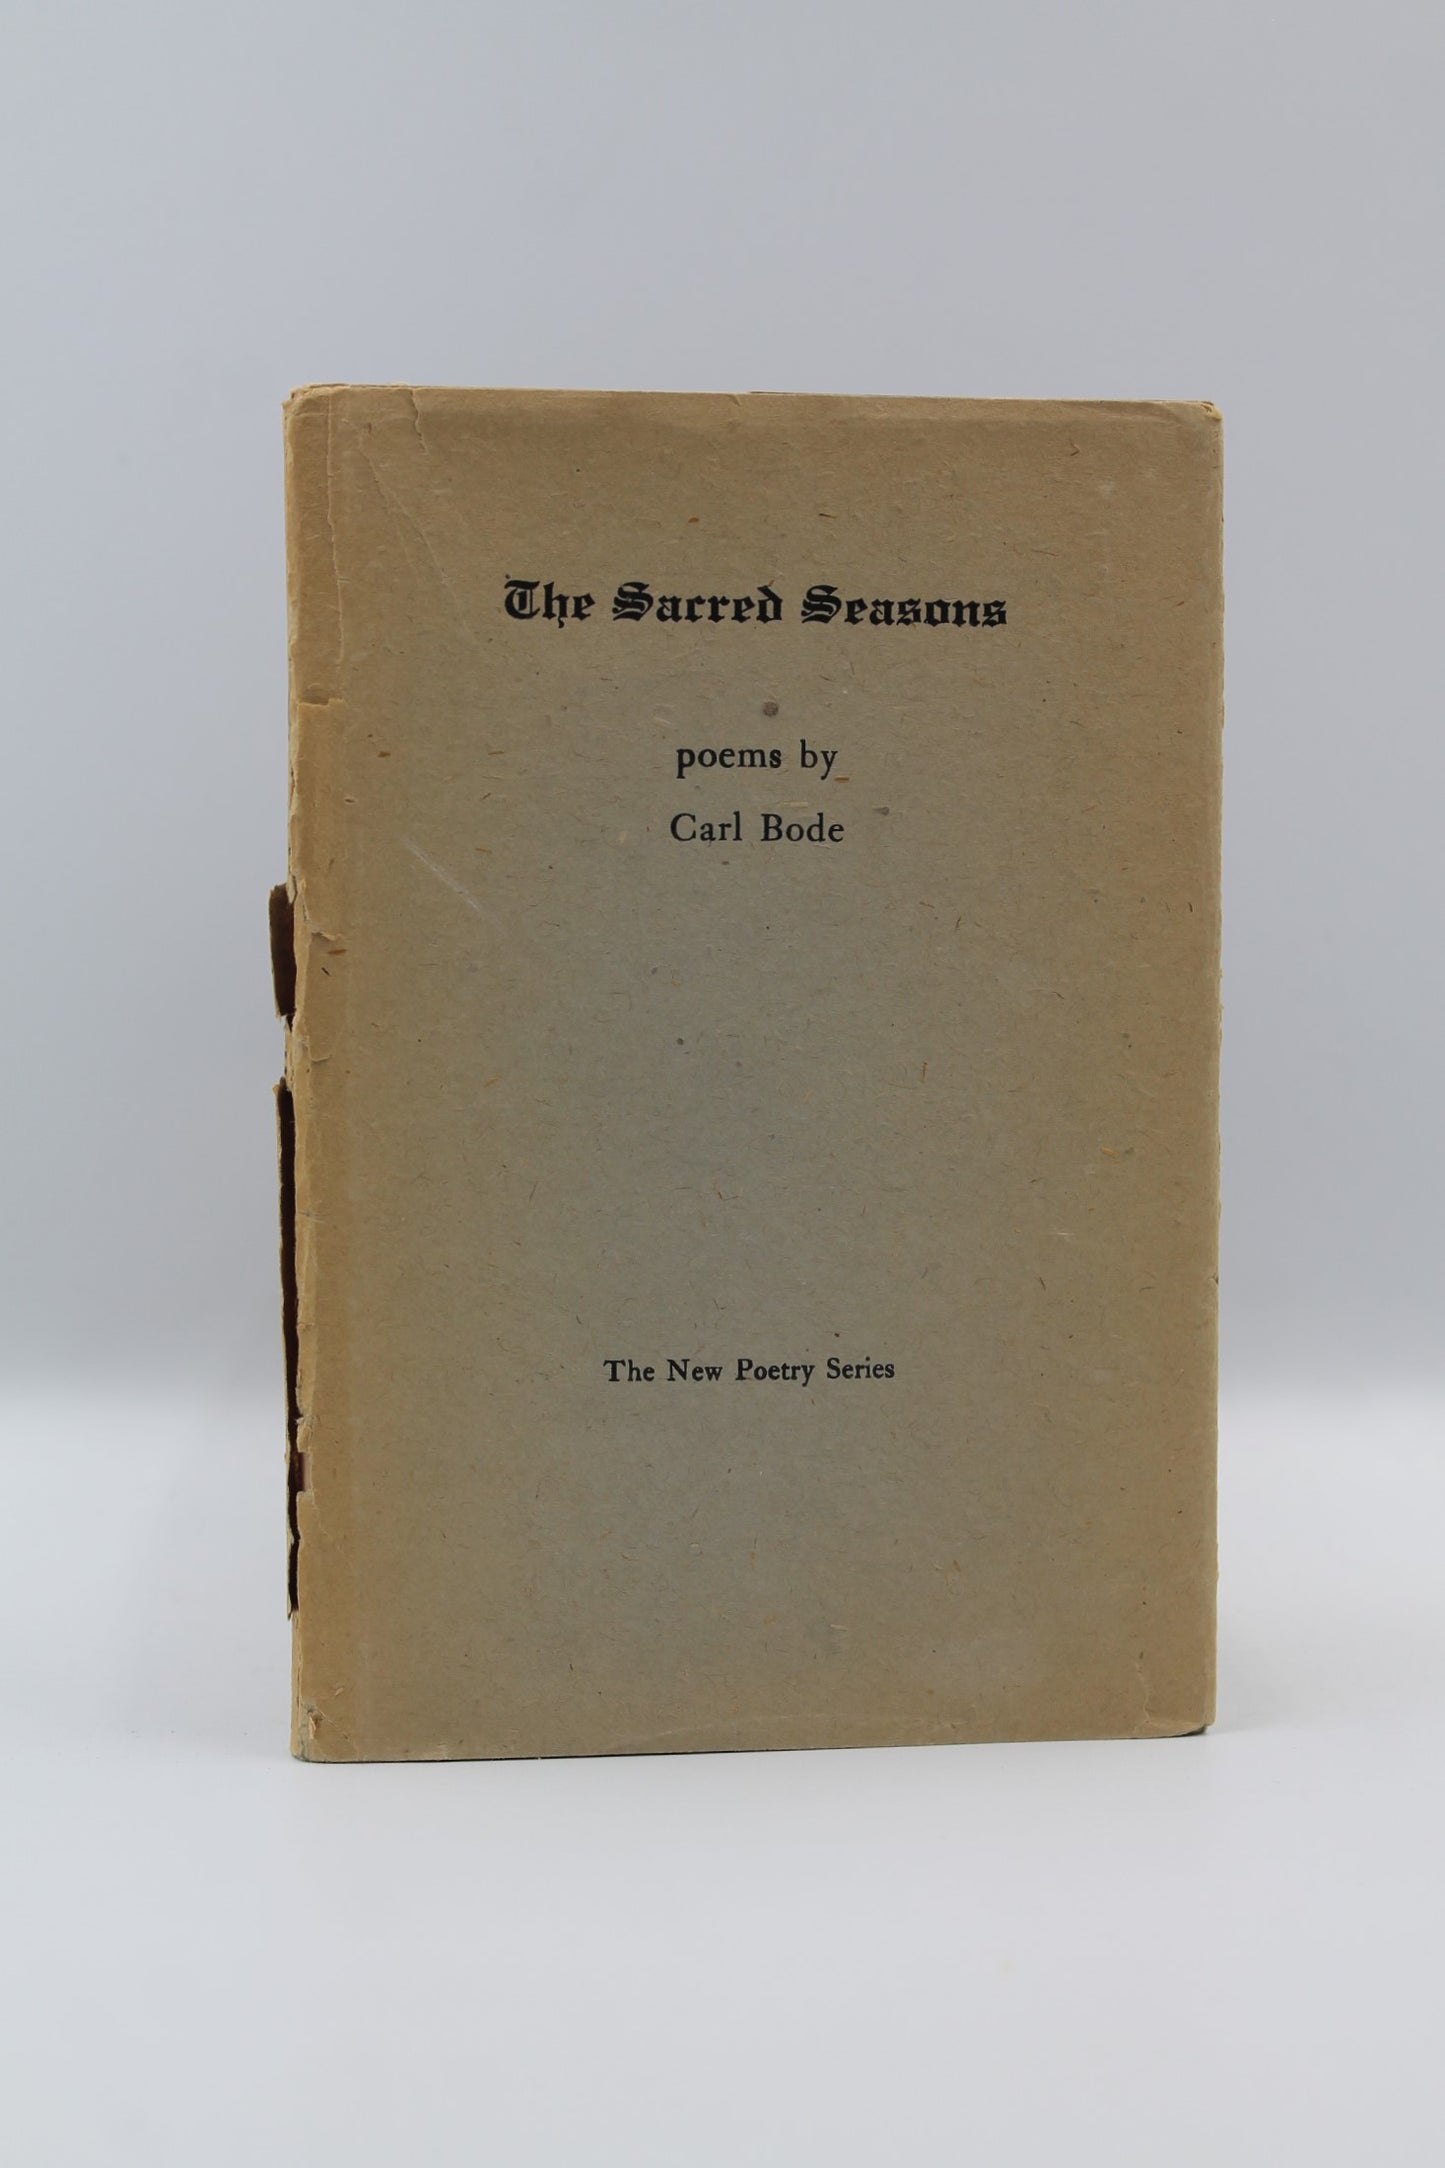 The Sacred Seasons
poems by
Carl Bode
The New Poetry Series